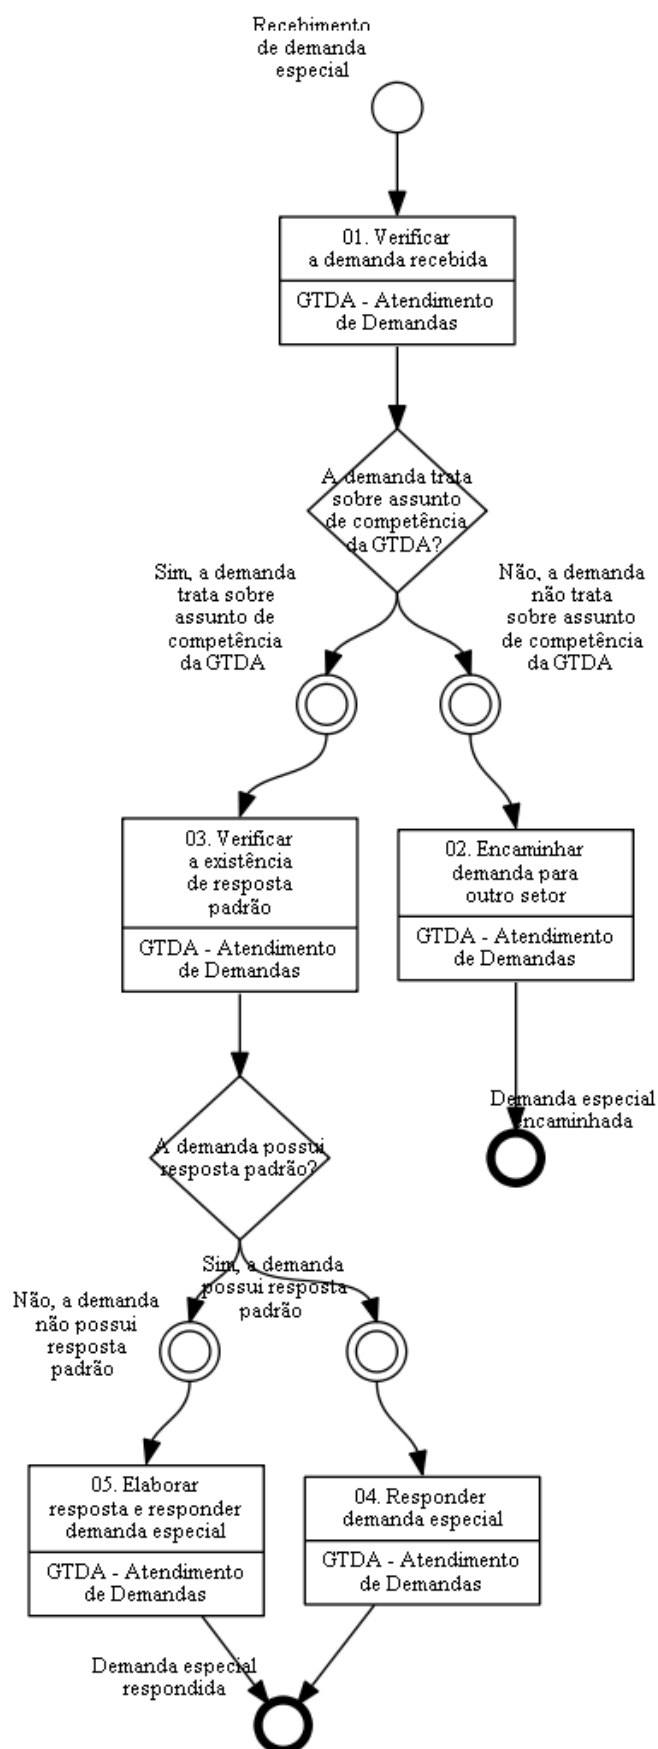 Recebimento
de demanda
especial
01. Verificar
a demanda recebida
GTDA - Atendimento
de Demandas
A demanda trata
sobre assunto
de competência
da GTDA?
Sim, a demanda
trata sobre
assunto de
competência
da GTDA
Não, a demanda
não trata
sobre assunto
de competência
da GTDA
03. Verificar
a existência
de resposta
padrão
GTDA - Atendimento
de Demandas
02. Encaminhar
demanda para
outro setor
GTDA - Atendimento
de Demandas
Demanda especial
encaminhada
A demanda possui
resposta padrão?
Sim, a demanda
possui resposta
padrão
Não, a demanda
não possui
resposta
padrão
05. Elaborar
resposta e responder
demanda especial
GTDA - Atendimento
de Demandas
04. Responder
demanda especial
GTDA - Atendimento
de Demandas
Demanda especial
respondida